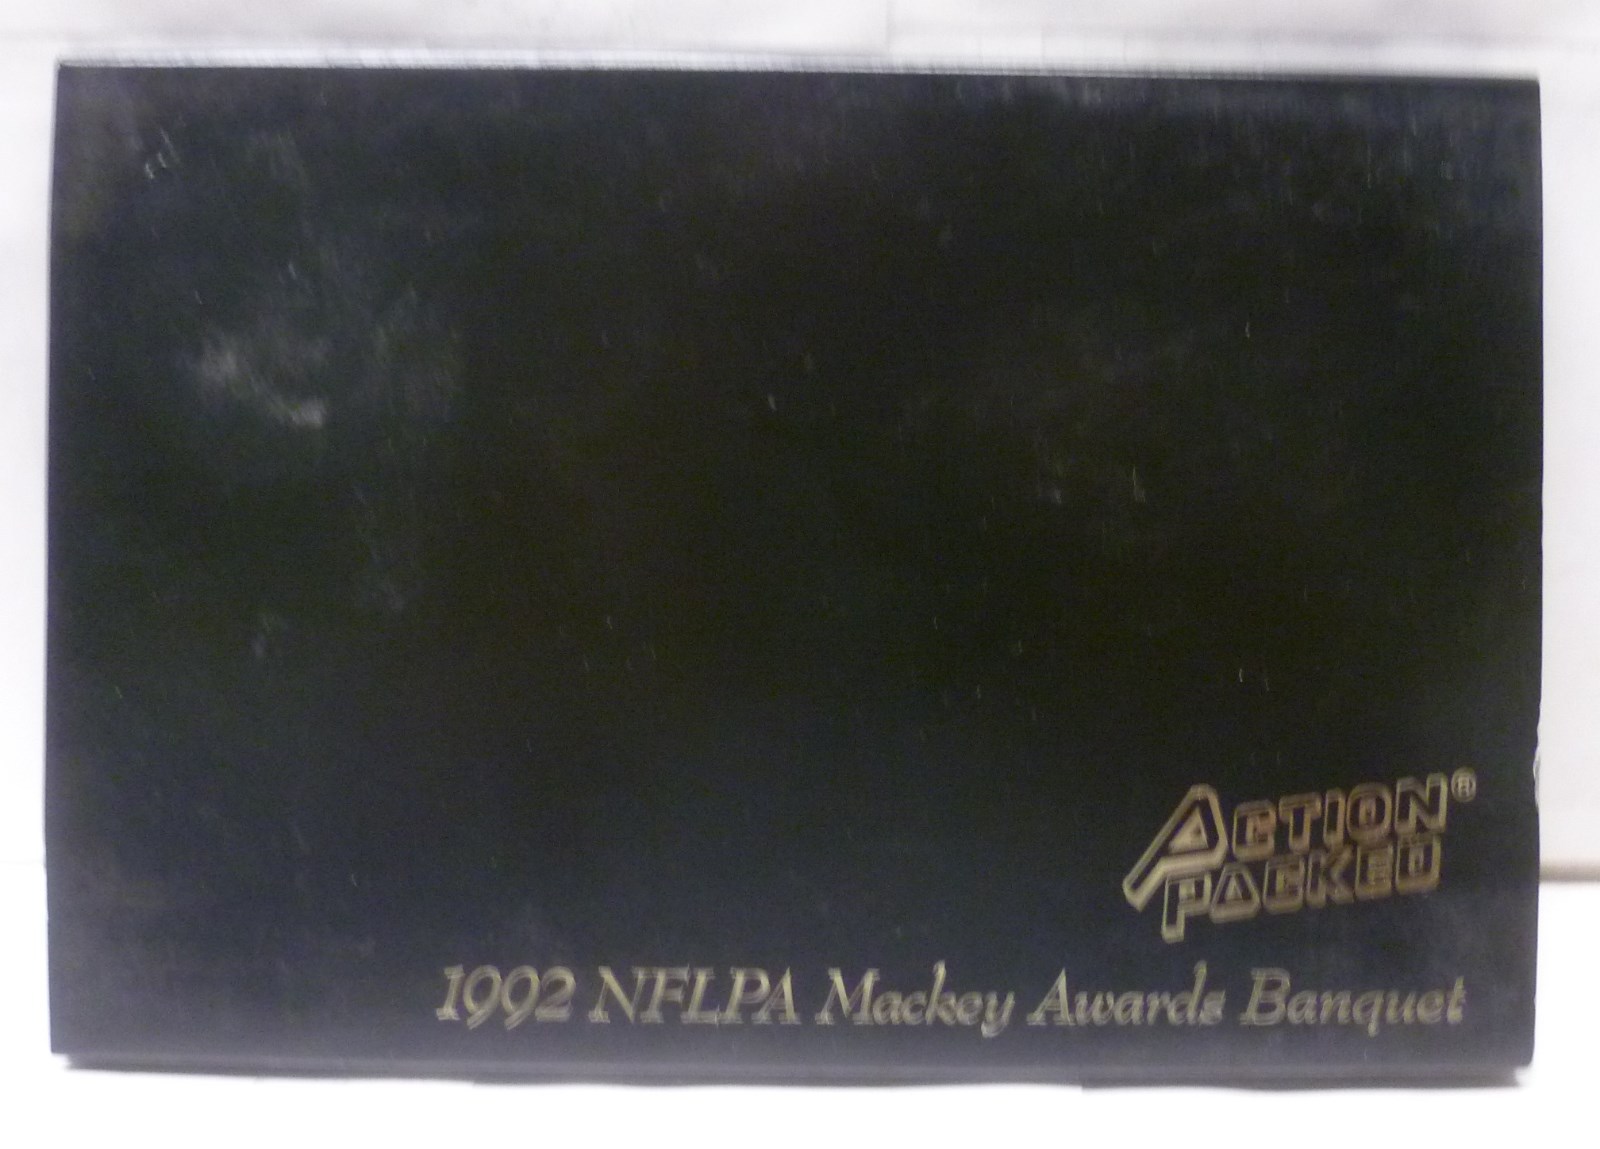 ACTION®
PACKED
1992 NFLPA Mackey Awards Banquet